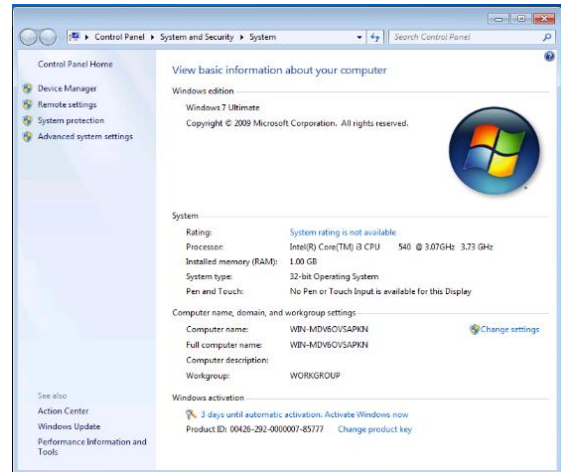 Control Panel ▸ System and Security ▸ System
Search Control Panel
Control Panel Home
Device Manager
Remote settings
System protection
Advanced system settings
See also
Action Center
Windows Update
Performance Information and
Tools
View basic information about your computer
Windows edition
Windows 7 Ultimate
Copyright © 2009 Microsoft Corporation. All rights reserved.
System
Rating: System rating is not available
Processor: Intel(R) Core(TM) i3 CPU 540 @ 3.07GHz 3.73 GHz
Installed memory (RAM): 1.00 GB
System type: 32-bit Operating System
Pen and Touch: No Pen or Touch Input is available for this Display
Computer name, domain, and workgroup settings
Computer name: WIN-MDV6OVSAPKN Change settings
Full computer name: WIN-MDV6OVSAPKN
Computer description:
Workgroup: WORKGROUP
Windows activation
3 days until automatic activation. Activate Windows now
Product ID: 00426-292-0000007-85777 Change product key